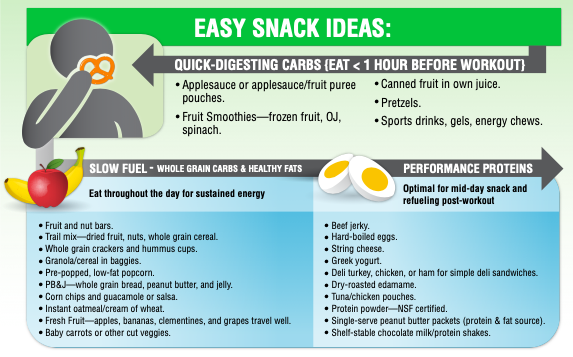 EASY SNACK IDEAS:
QUICK-DIGESTING CARBS {EAT < 1 HOUR BEFORE WORKOUT}
• Applesauce or applesauce/fruit puree
pouches.
• Fruit Smoothies—frozen fruit, OJ,
spinach.
• Canned fruit in own juice.
• Pretzels.
• Sports drinks, gels, energy chews.
SLOW FUEL - WHOLE GRAIN CARBS & HEALTHY FATS
Eat throughout the day for sustained energy
• Fruit and nut bars.
• Trail mix—dried fruit, nuts, whole grain cereal.
• Whole grain crackers and hummus cups.
• Granola/cereal in baggies.
• Pre-popped, low-fat popcorn.
• PB&J—whole grain bread, peanut butter, and jelly.
• Corn chips and guacamole or salsa.
• Instant oatmeal/cream of wheat.
• Fresh Fruit—apples, bananas, clementines, and grapes travel well.
• Baby carrots or other cut veggies.
PERFORMANCE PROTEINS
Optimal for mid-day snack and
refueling post-workout
• Beef jerky.
• Hard-boiled eggs.
• String cheese.
• Greek yogurt.
• Deli turkey, chicken, or ham for simple deli sandwiches.
• Dry-roasted edamame.
• Tuna/chicken pouches.
• Protein powder—NSF certified.
• Single-serve peanut butter packets (protein & fat source).
• Shelf-stable chocolate milk/protein shakes.